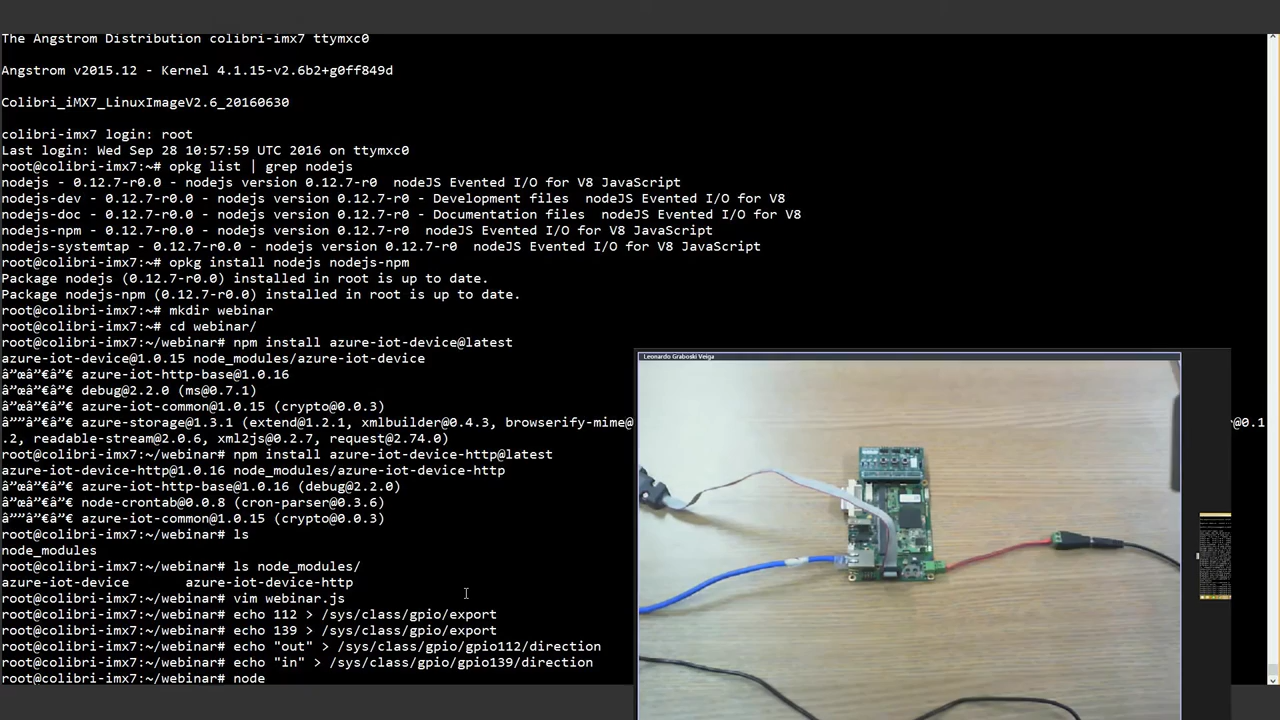 The Angstrom Distribution colibri-imx7 ttymxc0
Angstrom v2015.12 - Kernel 4.1.15-v2.6b2+g0ff849d
Colibri_iMX7_LinuxImageV2.6_20160630
colibri-imx7 login: root
Last login: Wed Sep 28 10:57:59 UTC 2016 on ttymxc0
root@colibri-imx7:~# opkg list | grep nodejs
nodejs - 0.12.7-r0.0 - nodejs version 0.12.7-r0  nodeJS Evented I/O for V8 JavaScript
nodejs-dev - 0.12.7-r0.0 - nodejs version 0.12.7-r0 - Development files  nodeJS Evented I/O for V8
nodejs-doc - 0.12.7-r0.0 - nodejs version 0.12.7-r0 - Documentation files  nodeJS Evented I/O for V8
nodejs-npm - 0.12.7-r0.0 - nodejs version 0.12.7-r0  nodeJS Evented I/O for V8 JavaScript
nodejs-systemtap - 0.12.7-r0.0 - nodejs version 0.12.7-r0  nodeJS Evented I/O for V8 JavaScript
root@colibri-imx7:~# opkg install nodejs nodejs-npm
Package nodejs (0.12.7-r0.0) installed in root is up to date.
Package nodejs-npm (0.12.7-r0.0) installed in root is up to date.
root@colibri-imx7:~# mkdir webinar
root@colibri-imx7:~# cd webinar/
root@colibri-imx7:~/webinar# npm install azure-iot-device@latest
azure-iot-device@1.0.15 node_modules/azure-iot-device
â”œâ”€â”€ azure-iot-http-base@1.0.16
â”œâ”€â”€ debug@2.2.0 (ms@0.7.1)
â”œâ”€â”€ azure-iot-common@1.0.15 (crypto@0.0.3)
â””â”€â”€ azure-storage@1.3.1 (extend@1.2.1, xmlbuilder@0.4.3, browserify-mime@ @0.1
.2, readable-stream@2.0.6, xml2js@0.2.7, request@2.74.0)
root@colibri-imx7:~/webinar# npm install azure-iot-device-http@latest
azure-iot-device-http@1.0.16 node_modules/azure-iot-device-http
â”œâ”€â”€ azure-iot-http-base@1.0.16 (debug@2.2.0)
â”œâ”€â”€ node-crontab@0.0.8 (cron-parser@0.3.6)
â””â”€â”€ azure-iot-common@1.0.15 (crypto@0.0.3)
root@colibri-imx7:~/webinar# ls
node_modules
root@colibri-imx7:~/webinar# ls node_modules/
azure-iot-device       azure-iot-device-http
root@colibri-imx7:~/webinar# vim webinar.js
root@colibri-imx7:~/webinar# echo 112 > /sys/class/gpio/export
root@colibri-imx7:~/webinar# echo 139 > /sys/class/gpio/export
root@colibri-imx7:~/webinar# echo "out" > /sys/class/gpio/gpio112/direction
root@colibri-imx7:~/webinar# echo "in" > /sys/class/gpio/gpio139/direction
root@colibri-imx7:~/webinar# node
Leonardo Graboski Veiga